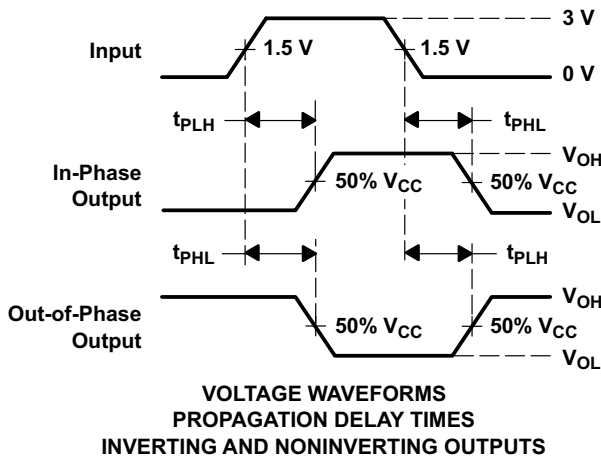 3 V
Input
1.5 V
1.5 V
0 V
tPLH
tPHL
In-Phase
Output
VOH
50% VCC
50% VCC
VOL
tPHL
tPLH
Out-of-Phase
Output
VOH
50% VCC
50% VCC
VOL
VOLTAGE WAVEFORMS
PROPAGATION DELAY TIMES
INVERTING AND NONINVERTING OUTPUTS